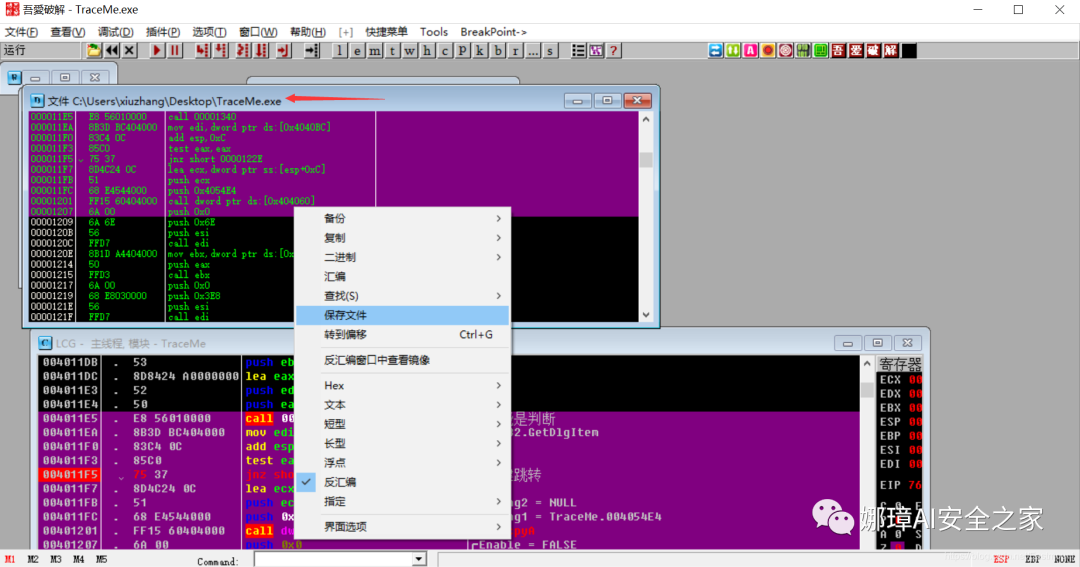 吾愛破解 - TraceMe.exe
文件(F) 查看(V) 调试(D) 插件(P) 选项(T) 窗口(W) 帮助(H) [+] 快捷菜单 Tools BreakPoint->
运行 l e m t w h c P k b r ... s ? 吾 爱 破 解
文件 C:\Users\xiuzhang\Desktop\TraceMe.exe
000011E5 E8 56010000 call 00001340
000011EA 8B3D BC404000 mov edi,dword ptr ds:[0x4040BC]
000011F0 83C4 0C add esp,0xC
000011F3 85C0 test eax,eax
000011F5 75 37 jnz short 0000122E
000011F7 8D4C24 0C lea ecx,dword ptr ss:[esp+0xC]
000011FB 51 push ecx
000011FC 68 E4544000 push 0x4054E4
00001201 FF15 60404000 call dword ptr ds:[0x404060]
00001207 6A 00 push 0x0
00001209 6A 6E push 0x6E
0000120B 56 push esi
0000120C FFD7 call edi
0000120E 8B1D A4404000 mov ebx,dword ptr ds:[0x
00001214 50 push eax
00001215 FFD3 call ebx
00001217 6A 00 push 0x0
00001219 68 E8030000 push 0x3E8
0000121E 56 push esi
0000121F FFD7 call edi
备份
复制
二进制
汇编
查找(S)
保存文件
转到偏移 Ctrl+G
反汇编窗口中查看镜像
Hex
文本
短型
长型
浮点
反汇编
指定
界面选项
LCG - 主线程, 模块 - TraceMe
004011DB . 53 push eb
004011DC . 8D8424 A0000000 lea eax
004011E3 . 52 push ed
004011E4 . 50 push ea
004011E5 . E8 56010000 call 00 是判断
004011EA . 8B3D BC404000 mov edi 32.GetDlgItem
004011F0 . 83C4 0C add esp
004011F3 . 85C0 test ea
004011F5 . 75 37 jnz sho 跳转
004011F7 . 8D4C24 0C lea ecx
004011FB . 51 push ec g2 = NULL
004011FC . 68 E4544000 push 0x g1 = TraceMe.004054E4
00401201 . FF15 60404000 call dw
00401207 . 6A 00 push 0x0 Enable = FALSE
寄存器
ECX 00
EDX 00
EBX 00
ESP 00
EBP 00
ESI 00
EDI 00
EIP 76
C 0
A 0 S
娜璋AI安全之家
M1 M2 M3 M4 M5 Command: ESP EBP NONE